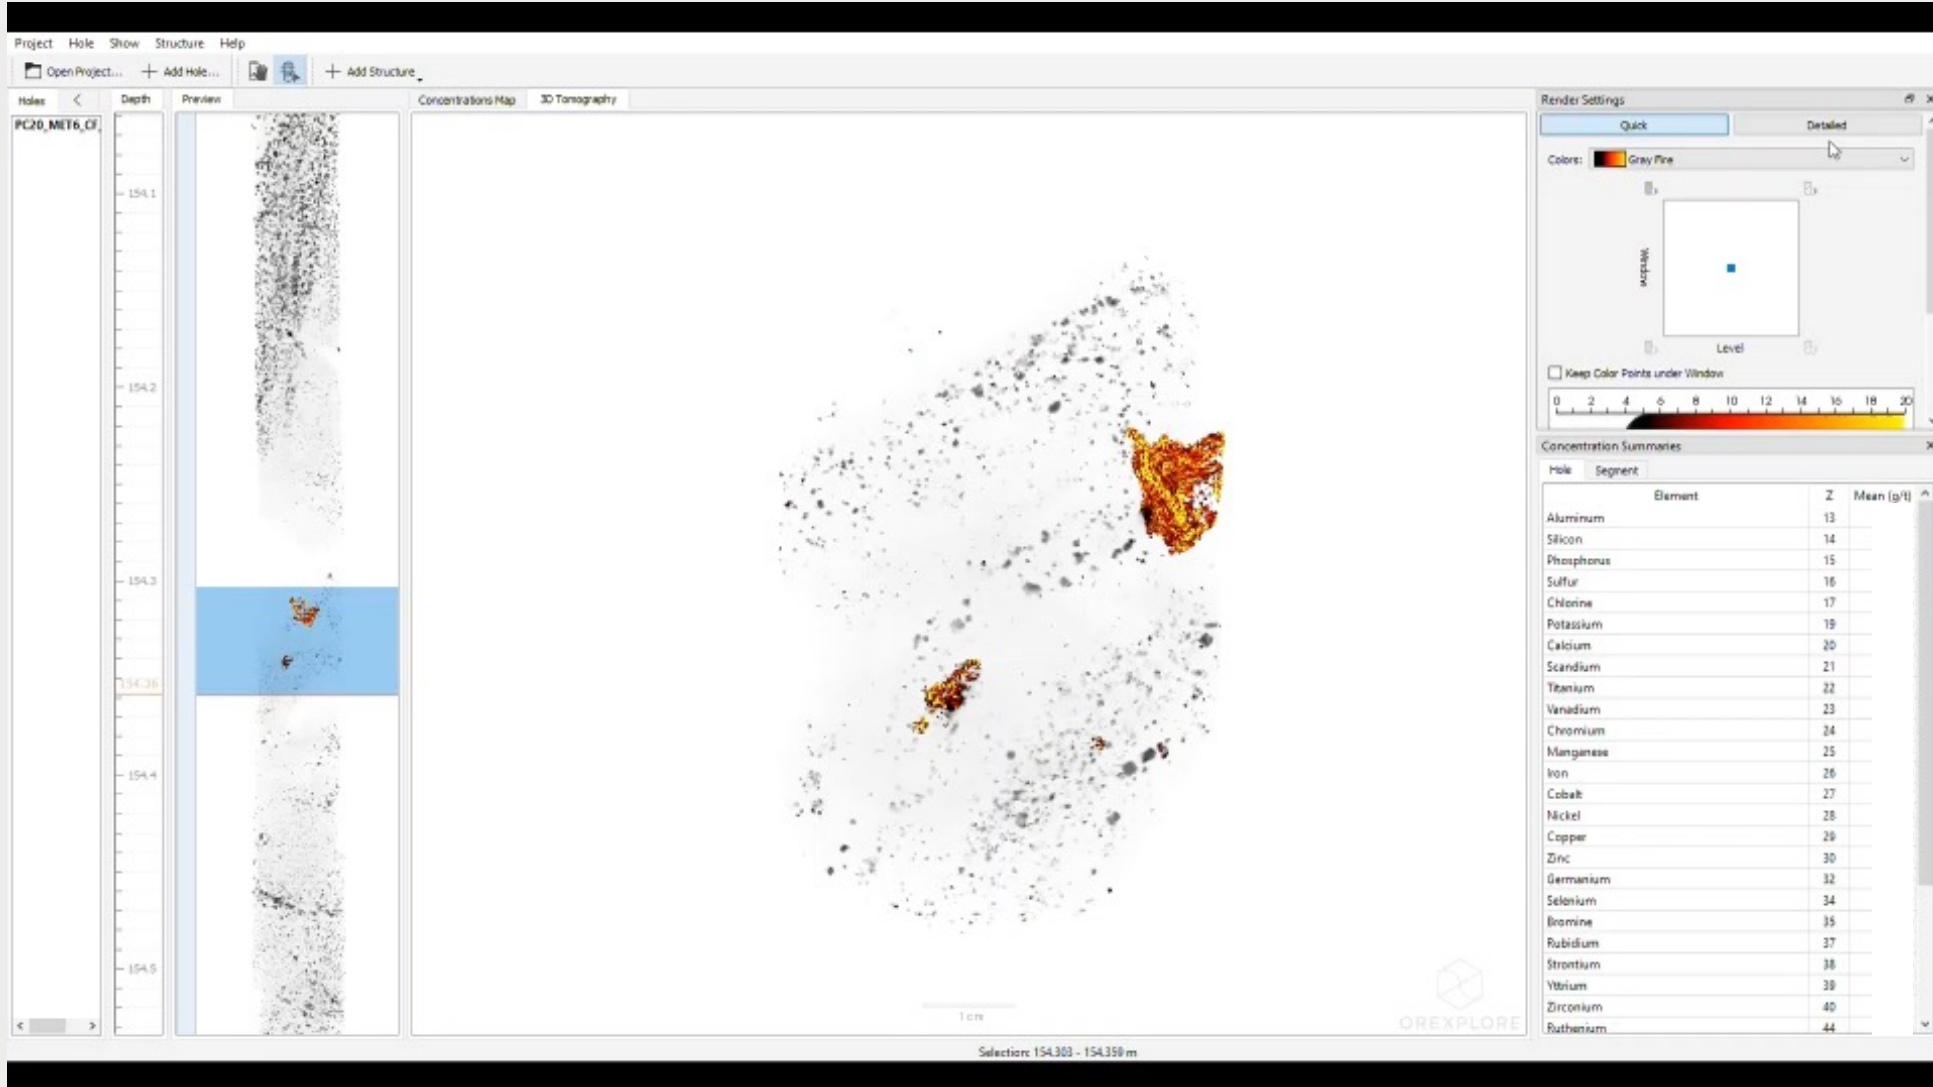 Project Hole Show Structure Help
Open Project... Add Hole... Add Structure
Holes Depth Preview Concentrations Map 3D Tomography
PC20_MET6_CF_
154.1
154.2
154.3
154.36
154.4
154.5
1 cm
OREXPLORE
Render Settings
Quick Detailed
Colors: Gray Fire
Window
Level
Keep Color Points under Window
0 2 4 6 8 10 12 14 16 18 20
Concentration Summaries
Hole Segment
Element Z Mean (g/t)
Aluminum 13
Silicon 14
Phosphorus 15
Sulfur 16
Chlorine 17
Potassium 19
Calcium 20
Scandium 21
Titanium 22
Vanadium 23
Chromium 24
Manganese 25
Iron 26
Cobalt 27
Nickel 28
Copper 29
Zinc 30
Germanium 32
Selenium 34
Bromine 35
Rubidium 37
Strontium 38
Yttrium 39
Zirconium 40
Ruthenium 44
Selection: 154.303 - 154.359 m